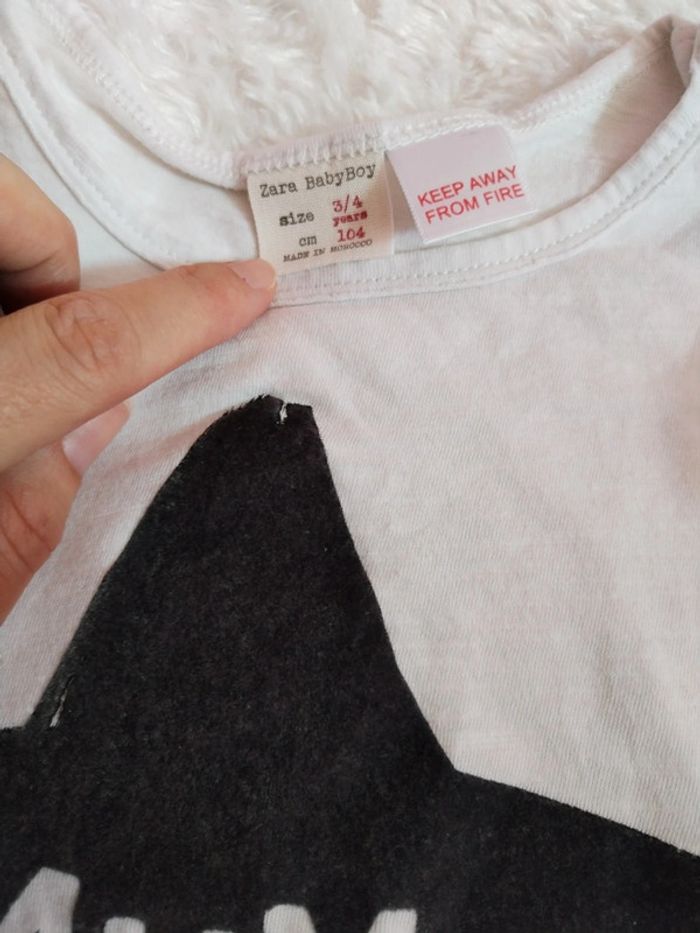 Zara BabyBoy
size 3/4 years
cm 104
MADE IN MOROCCO
KEEP AWAY
FROM FIRE